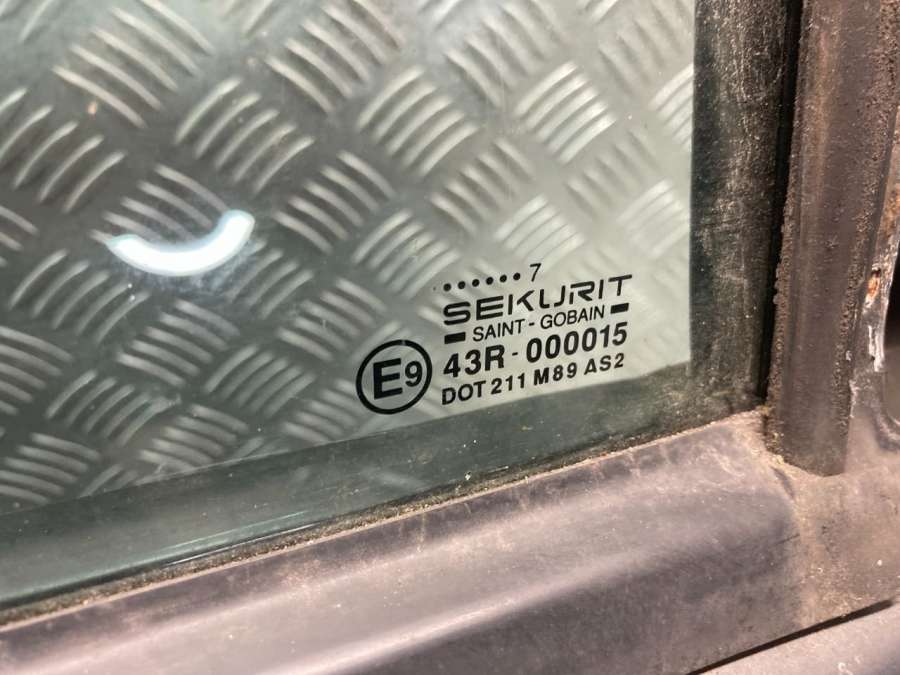 ...... 7
SEKURIT
SAINT - GOBAIN
E9
43R - 000015
DOT 211 M89 AS2